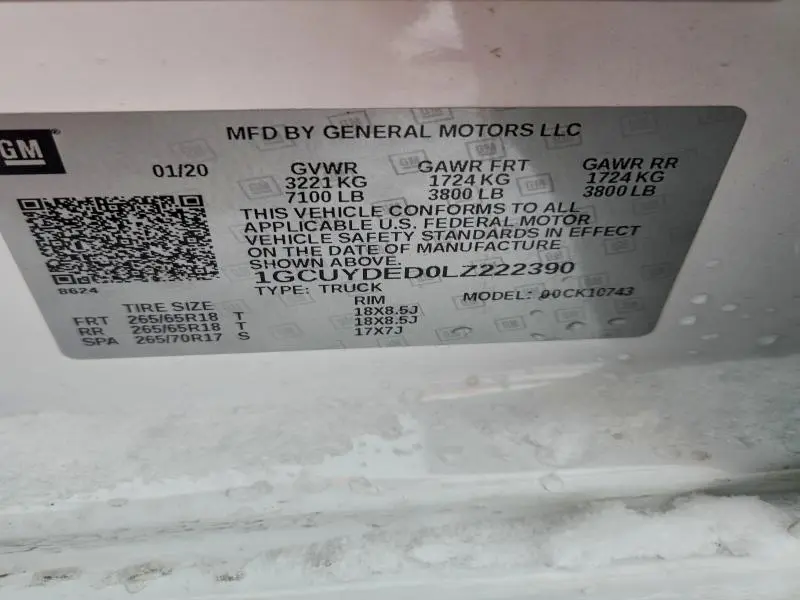 GM
MFD BY GENERAL MOTORS LLC
01/20 GVWR GAWR FRT GAWR RR
3221 KG 1724 KG 1724 KG
7100 LB 3800 LB 3800 LB
THIS VEHICLE CONFORMS TO ALL
APPLICABLE U.S. FEDERAL MOTOR
VEHICLE SAFETY STANDARDS IN EFFECT
ON THE DATE OF MANUFACTURE
SHOWN ABOVE.
1GCUYDED0LZ222390
8624 TYPE: TRUCK MODEL: 00CK10743
TIRE SIZE RIM
FRT 265/65R18 T 18X8.5J
RR 265/65R18 T 18X8.5J
SPA 265/70R17 S 17X7J